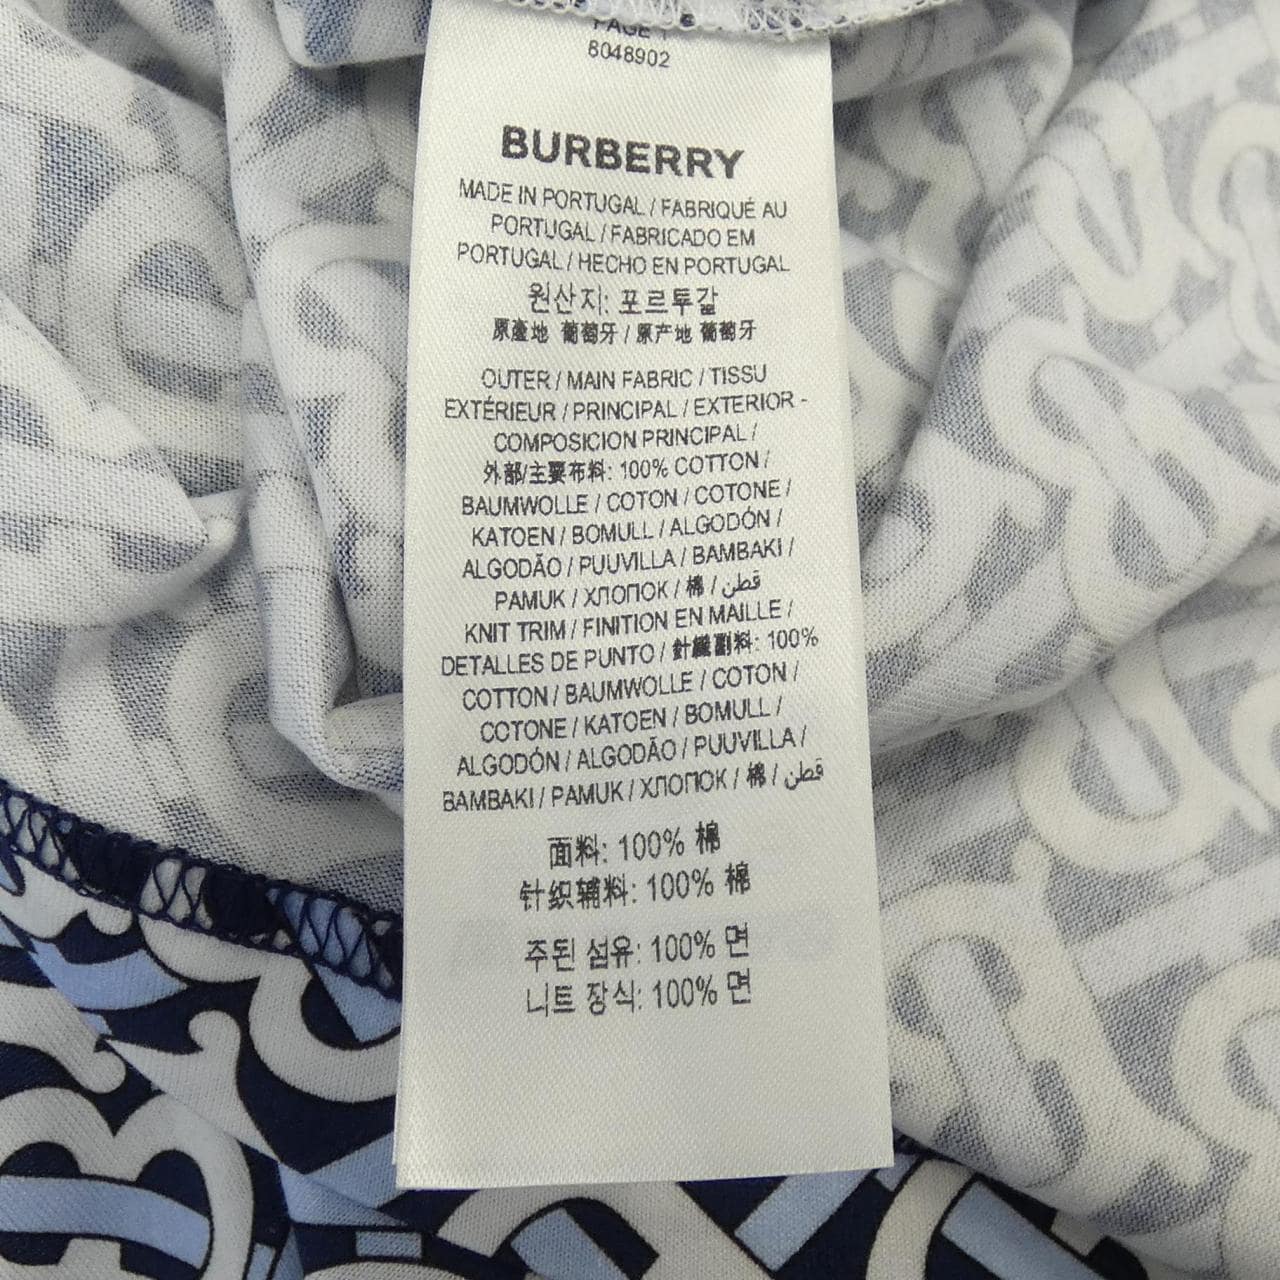 PAGE 1
8048902
BURBERRY
MADE IN PORTUGAL / FABRIQUÉ AU
PORTUGAL / FABRICADO EM
PORTUGAL / HECHO EN PORTUGAL
원산지: 포르투갈
原產地 葡萄牙 / 原产地 葡萄牙
OUTER / MAIN FABRIC / TISSU
EXTÉRIEUR / PRINCIPAL / EXTERIOR -
COMPOSICION PRINCIPAL /
外部/主要布料: 100% COTTON /
BAUMWOLLE / COTON / COTONE /
KATOEN / BOMULL / ALGODÓN /
ALGODÃO / PUUVILLA / BAMBAKI /
PAMUK / ХЛОПОК / 棉 / قطن
KNIT TRIM / FINITION EN MAILLE /
DETALLES DE PUNTO / 針織副料: 100%
COTTON / BAUMWOLLE / COTON /
COTONE / KATOEN / BOMULL /
ALGODÓN / ALGODÃO / PUUVILLA /
BAMBAKI / PAMUK / ХЛОПОК / 棉 / قطن
面料: 100% 棉
针织辅料: 100% 棉
주된 섬유: 100% 면
니트 장식: 100% 면